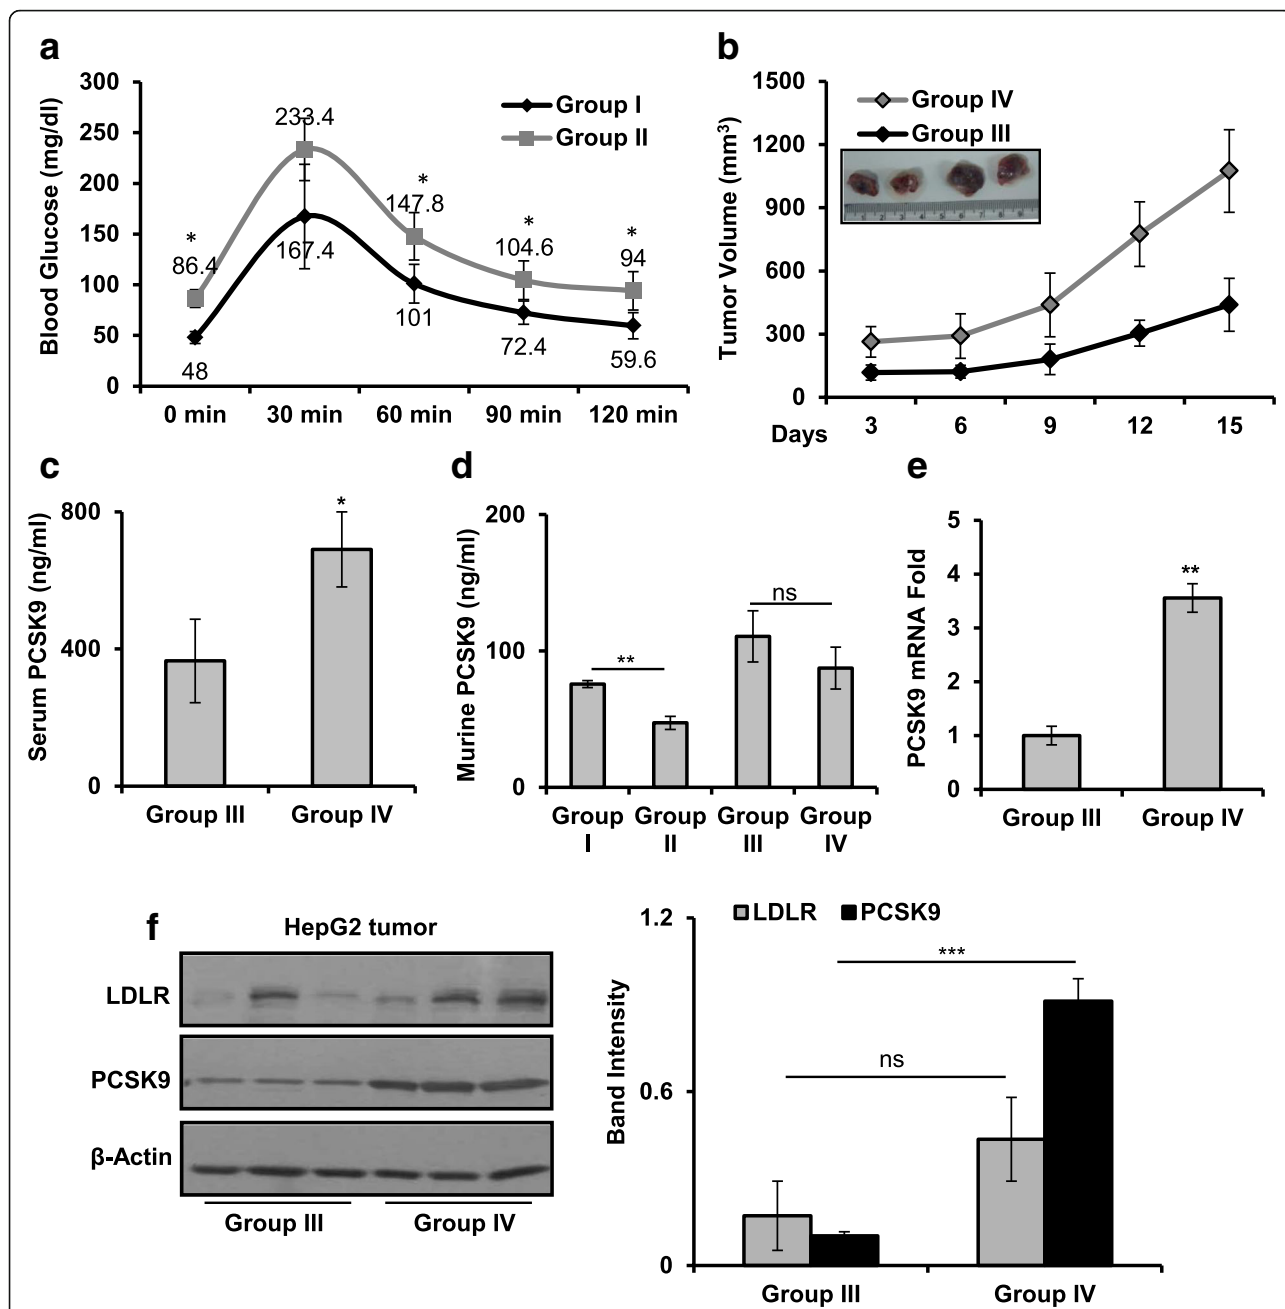 a
Blood Glucose (mg/dl)
300
250
200
150
100
50
0
Group I
Group II
233.4
*
147.8
*
104.6
*
94
*
86.4
167.4
101
72.4
59.6
48
0 min 30 min 60 min 90 min 120 min
b
Tumor Volume (mm³)
1500
1200
900
600
300
0
Group IV
Group III
Days 3 6 9 12 15
c
Serum PCSK9 (ng/ml)
800
400
0
*
Group III Group IV
d
Murine PCSK9 (ng/ml)
200
100
0
**
ns
Group I
Group II
Group III
Group IV
e
PCSK9 mRNA Fold
5
4
3
2
1
0
**
Group III Group IV
f
HepG2 tumor
LDLR
PCSK9
β-Actin
Group III Group IV
LDLR PCSK9
Band Intensity
1.2
0.6
0
***
ns
Group III Group IV